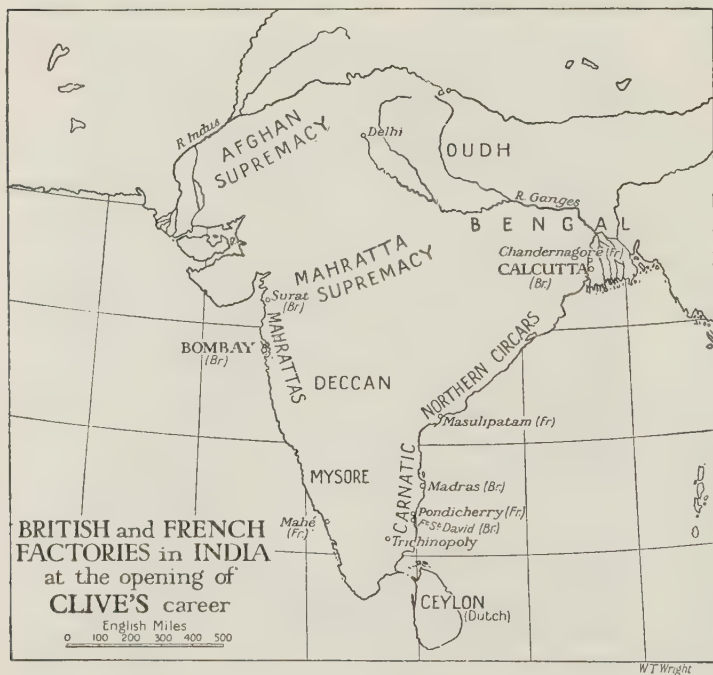 R. Indus
AFGHAN
SUPREMACY
Delhi
OUDH
R. Ganges
BENGAL
Chandernagore (Fr)
CALCUTTA
(Br)
MAHRATTA
SUPREMACY
Surat
(Br)
MAHRATTAS
BOMBAY
(Br)
DECCAN
NORTHERN CIRCARS
Masulipatam (Fr)
CARNATIC
MYSORE
Madras (Br.)
Pondicherry (Fr)
Ft St David (Br)
Mahé
(Fr.)
Trichinopoly
CEYLON
(Dutch)
BRITISH and FRENCH
FACTORIES in INDIA
at the opening of
CLIVE'S career
English Miles
0 100 200 300 400 500
W T Wright